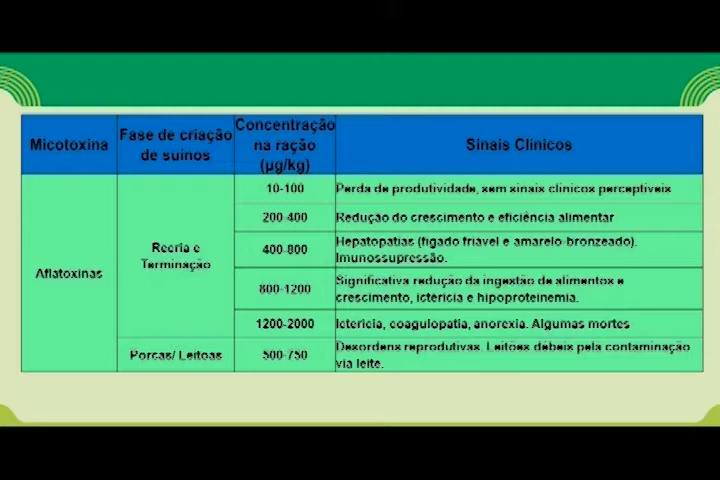 Micotoxina
Fase de criação
de suínos
Concentração
na ração
(µg/kg)
Sinais Clínicos
Aflatoxinas
Recria e
Terminação
10-100
Perda de produtividade, sem sinais clínicos perceptíveis
200-400
Redução do crescimento e eficiência alimentar
400-800
Hepatopatias (fígado friável e amarelo-bronzeado).
Imunossupressão.
800-1200
Significativa redução da ingestão de alimentos e
crescimento, icterícia e hipoproteinemia.
1200-2000
Icterícia, coagulopatia, anorexia. Algumas mortes
Porcas/ Leitoas
500-750
Desordens reprodutivas. Leitões débeis pela contaminação
via leite.